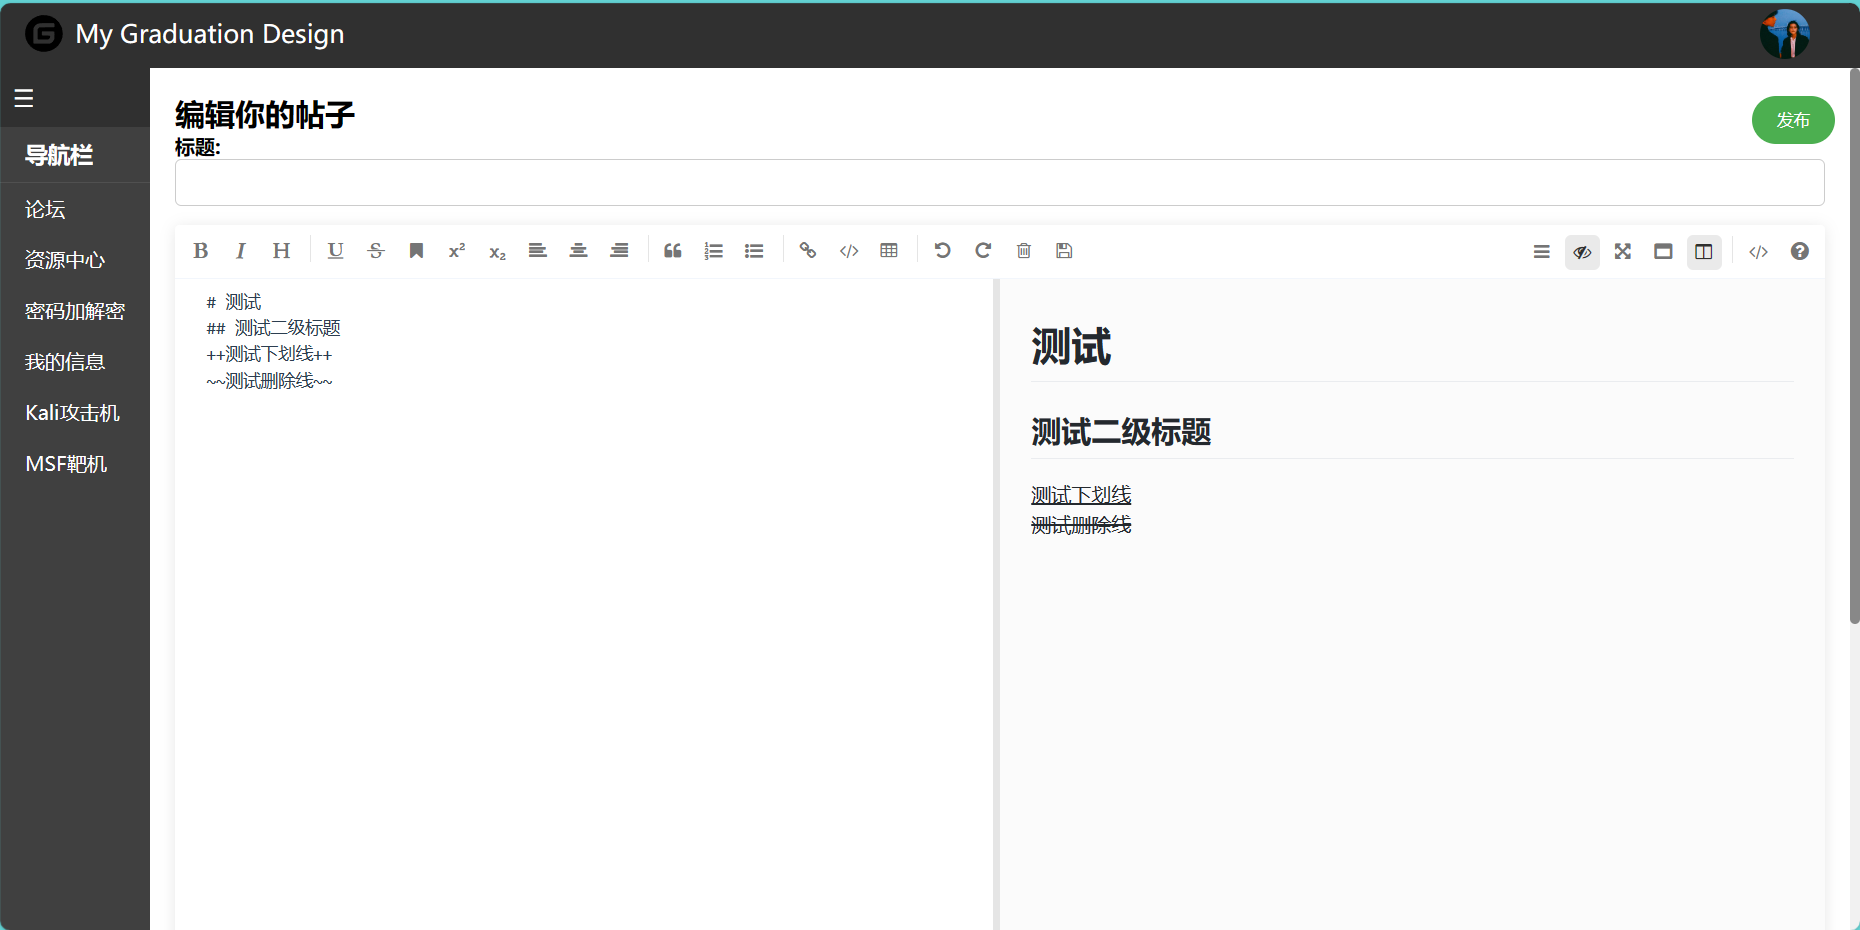 My Graduation Design
导航栏
论坛
资源中心
密码加解密
我的信息
Kali攻击机
MSF靶机
编辑你的帖子
发布
标题:
# 测试
## 测试二级标题
++测试下划线++
~~测试删除线~~
测试
测试二级标题
测试下划线
测试删除线